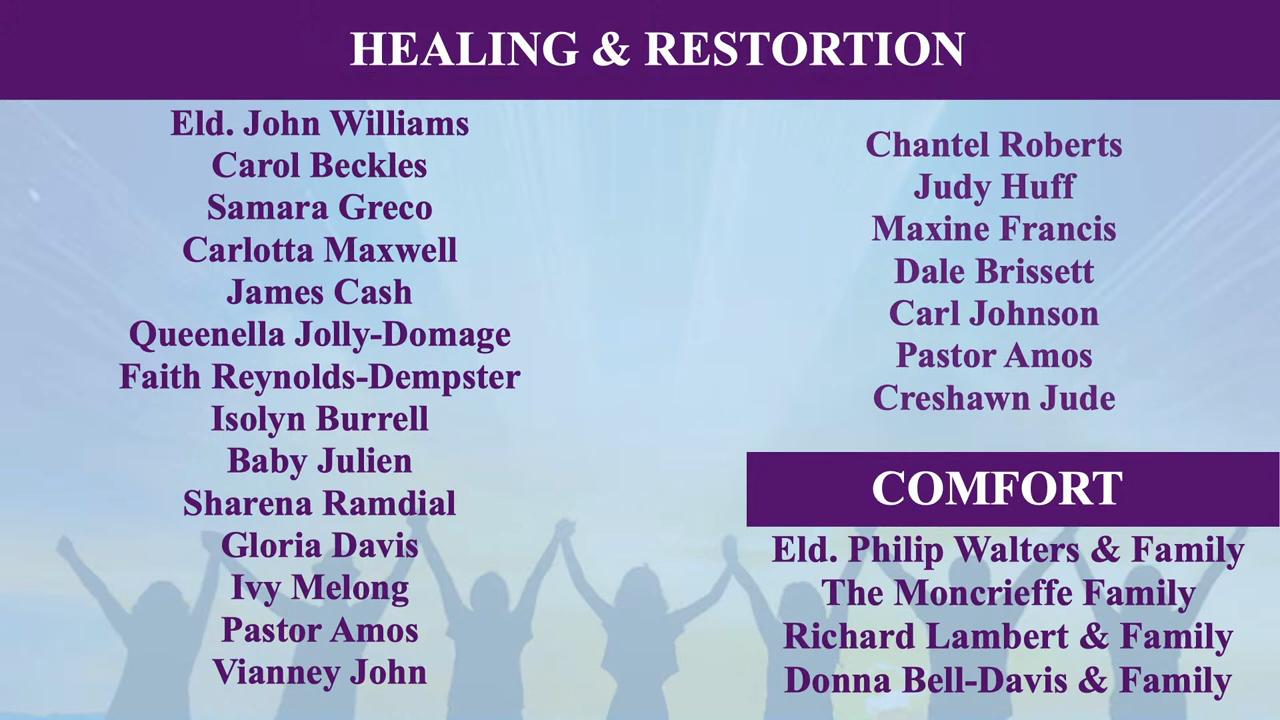 HEALING & RESTORTION
Eld. John Williams
Carol Beckles
Samara Greco
Carlotta Maxwell
James Cash
Queenella Jolly-Domage
Faith Reynolds-Dempster
Isolyn Burrell
Baby Julien
Sharena Ramdial
Gloria Davis
Ivy Melong
Pastor Amos
Vianney John
Chantel Roberts
Judy Huff
Maxine Francis
Dale Brissett
Carl Johnson
Pastor Amos
Creshawn Jude
COMFORT
Eld. Philip Walters & Family
The Moncrieffe Family
Richard Lambert & Family
Donna Bell-Davis & Family